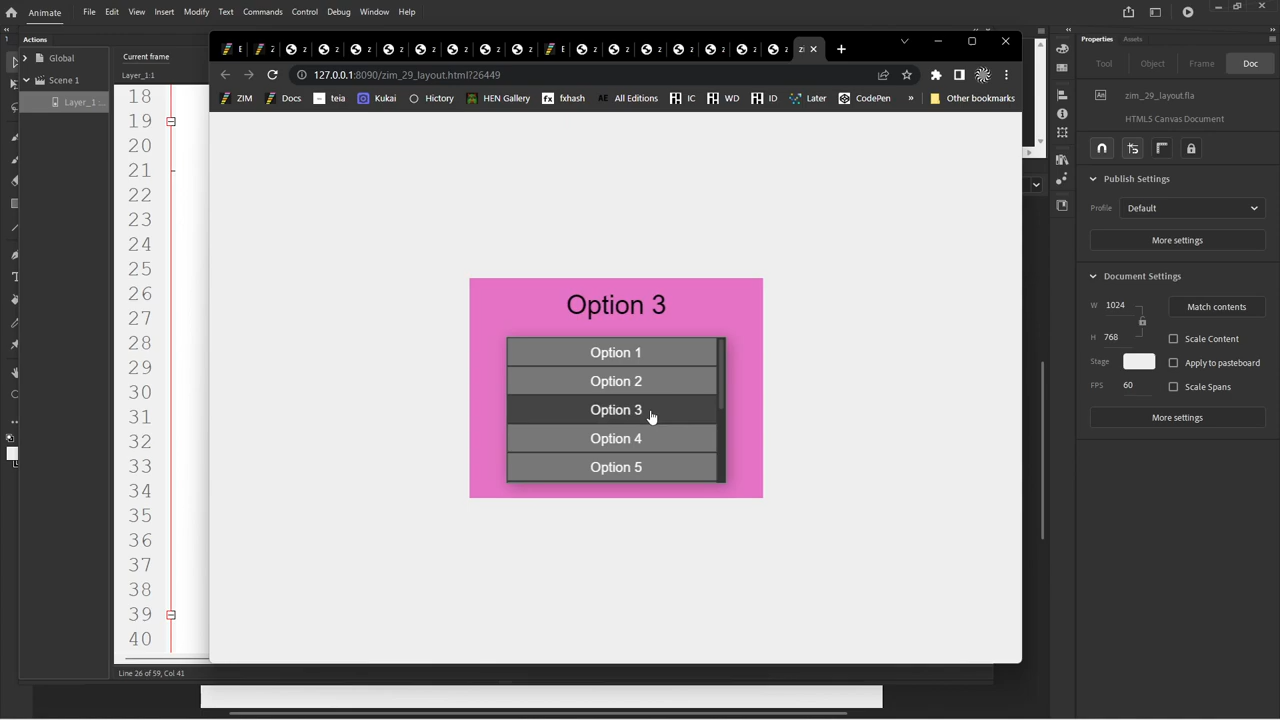 Animate
File
Edit
View
Insert
Modify
Text
Commands
Control
Debug
Window
Help
Actions
Global
Scene 1
Layer_1 :...
Current frame
Layer_1:1
18
19
20
21
22
23
24
25
26
27
28
29
30
31
32
33
34
35
36
37
38
39
40
Line 26 of 59, Col 41
127.0.0.1:8090/zim_29_layout.html?26449
ZIM
Docs
teia
Kukai
Hictory
HEN Gallery
fxhash
All Editions
IC
WD
ID
Later
CodePen
»
Other bookmarks
Option 3
Option 1
Option 2
Option 3
Option 4
Option 5
Properties
Assets
Tool
Object
Frame
Doc
zim_29_layout.fla
HTML5 Canvas Document
Publish Settings
Profile
Default
More settings
Document Settings
W
1024
Match contents
H
768
Scale Content
Stage
Apply to pasteboard
FPS
60
Scale Spans
More settings